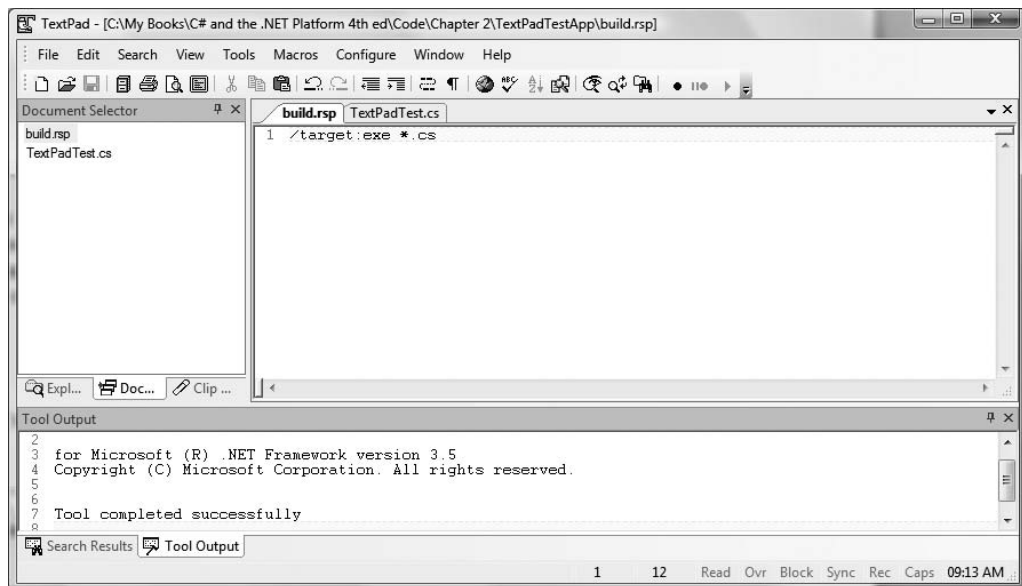 TextPad - [C:\My Books\C# and the .NET Platform 4th ed\Code\Chapter 2\TextPadTestApp\build.rsp]
File Edit Search View Tools Macros Configure Window Help
Document Selector
build.rsp
TextPadTest.cs
Expl... Doc... Clip ...
build.rsp TextPadTest.cs
1 /target:exe *.cs
Tool Output
2
3 for Microsoft (R) .NET Framework version 3.5
4 Copyright (C) Microsoft Corporation. All rights reserved.
5
6
7 Tool completed successfully
8
Search Results Tool Output
1 12 Read Ovr Block Sync Rec Caps 09:13 AM